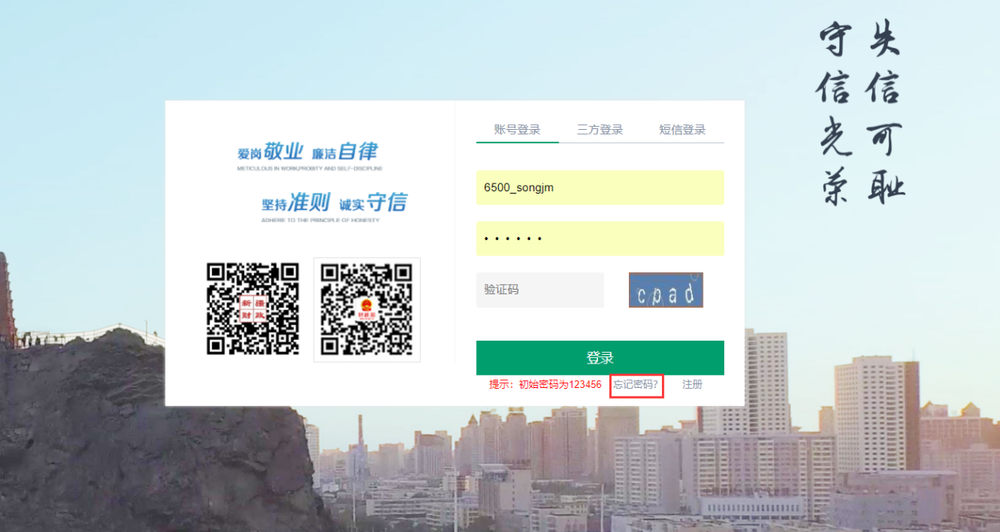 守信光荣
失信可耻
爱岗敬业 廉洁自律
METICULOUS IN WORK,PROBITY AND SELF-DISCIPLINE
坚持准则 诚实守信
ADHERE TO THE PRINCIPLE OF HONESTY
新疆
财政
账号登录 三方登录 短信登录
6500_songjm
••••••
验证码 cpad
登录
提示：初始密码为123456 忘记密码? 注册